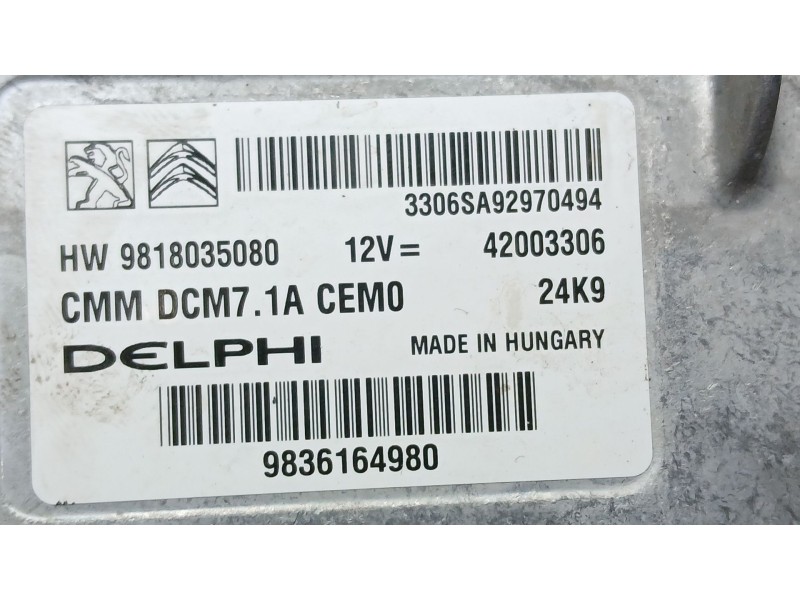 3306SA92970494
HW 9818035080 12V= 42003306
CMM DCM7.1A CEM0 24K9
DELPHI MADE IN HUNGARY
9836164980